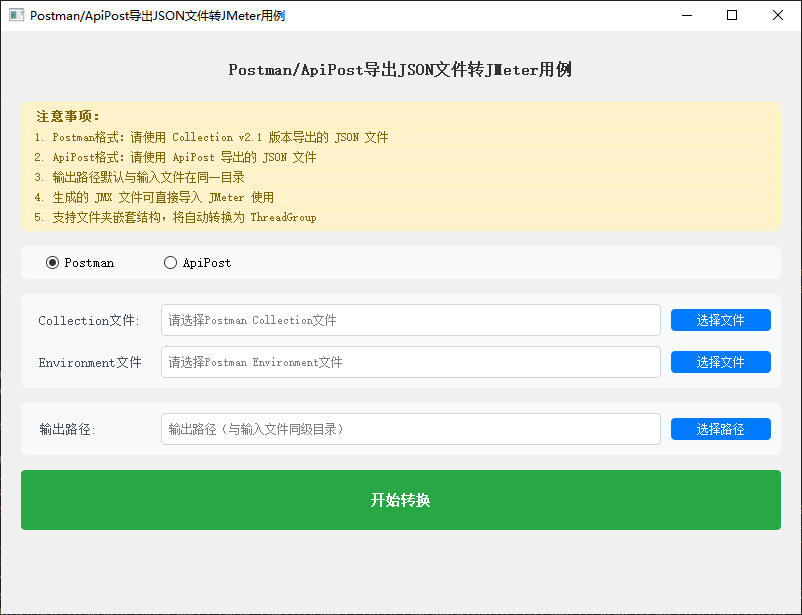 Postman/ApiPost导出JSON文件转JMeter用例
Postman/ApiPost导出JSON文件转JMeter用例
注意事项:
1. Postman格式: 请使用 Collection v2.1 版本导出的 JSON 文件
2. ApiPost格式: 请使用 ApiPost 导出的 JSON 文件
3. 输出路径默认与输入文件在同一目录
4. 生成的 JMX 文件可直接导入 JMeter 使用
5. 支持文件夹嵌套结构，将自动转换为 ThreadGroup
Postman ApiPost
Collection文件: 请选择Postman Collection文件 选择文件
Environment文件 请选择Postman Environment文件 选择文件
输出路径: 输出路径（与输入文件同级目录） 选择路径
开始转换